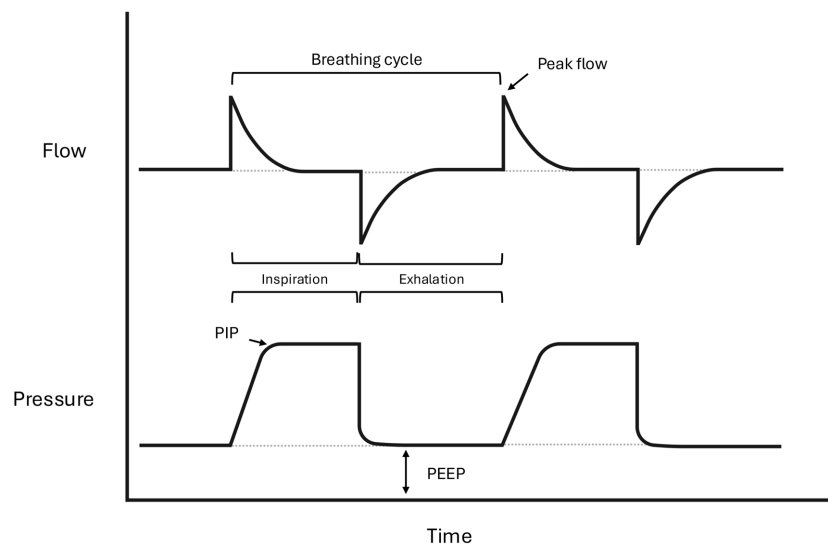 Breathing cycle
Peak flow
Flow
Inspiration
Exhalation
PIP
Pressure
PEEP
Time